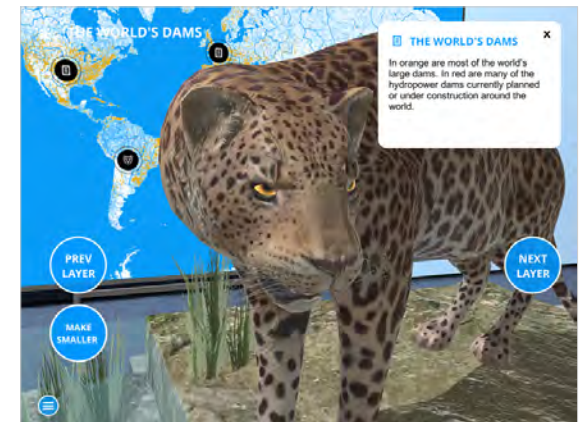 THE WORLD'S DAMS
x
THE WORLD'S DAMS
In orange are most of the world's
large dams. In red are many of the
hydropower dams currently planned
or under construction around the
world.
PREV
LAYER
NEXT
LAYER
MAKE
SMALLER